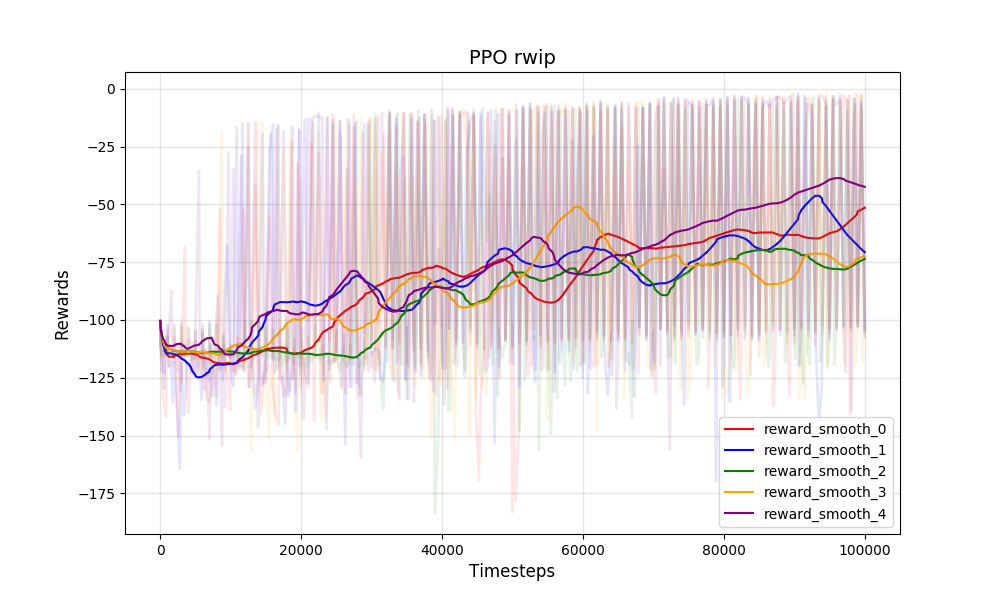 PPO rwip
0
−25
−50
−75
−100
−125
−150
−175
Rewards
reward_smooth_0
reward_smooth_1
reward_smooth_2
reward_smooth_3
reward_smooth_4
0 20000 40000 60000 80000 100000
Timesteps